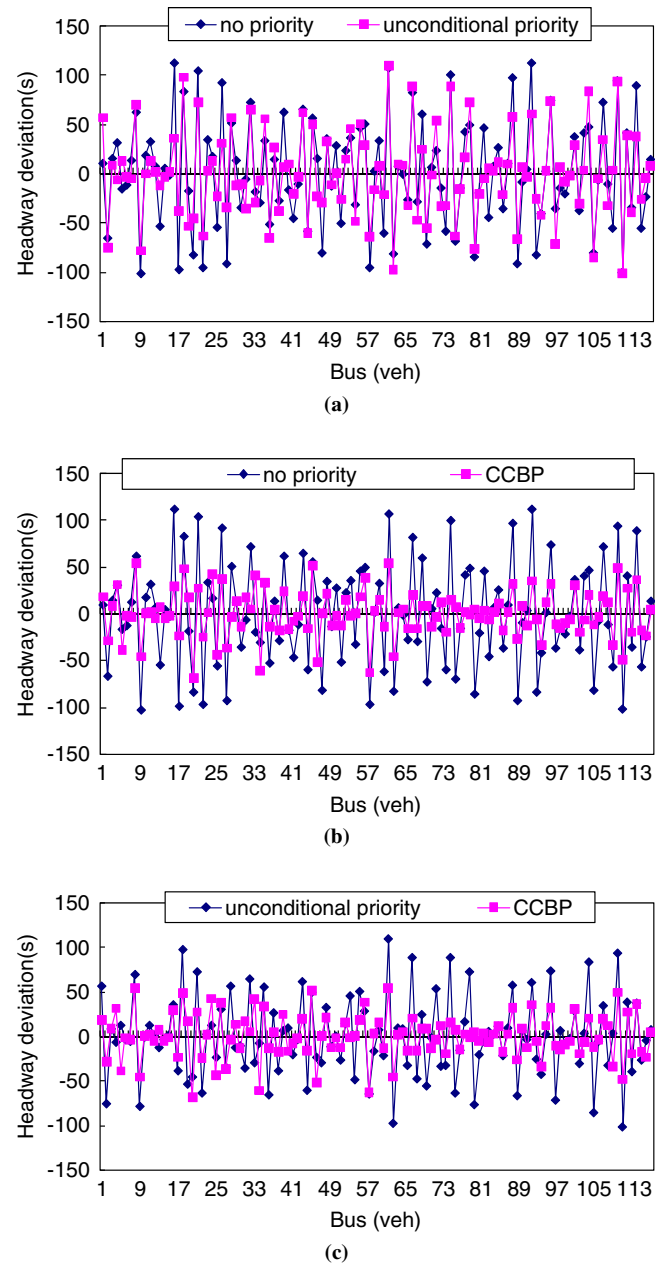 no priority unconditional priority
Headway deviation(s)
150
100
50
0
-50
-100
-150
1 9 17 25 33 41 49 57 65 73 81 89 97 105 113
Bus (veh)
(a)
no priority CCBP
Headway deviation(s)
150
100
50
0
-50
-100
-150
1 9 17 25 33 41 49 57 65 73 81 89 97 105 113
Bus (veh)
(b)
unconditional priority CCBP
Headway deviation(s)
150
100
50
0
-50
-100
-150
1 9 17 25 33 41 49 57 65 73 81 89 97 105 113
Bus (veh)
(c)